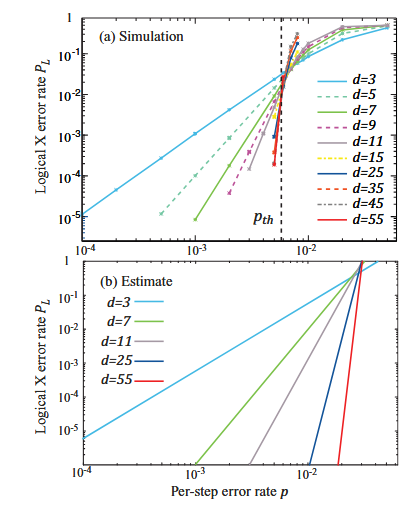 1
(a) Simulation
10-1
10-2
10-3
10-4
10-5
Logical X error rate PL
d=3
d=5
d=7
d=9
d=11
d=15
d=25
d=35
d=45
d=55
pth
10-4
10-3
10-2
1
(b) Estimate
10-1
10-2
10-3
10-4
10-5
Logical X error rate PL
d=3
d=7
d=11
d=25
d=55
10-4
10-3
10-2
Per-step error rate p